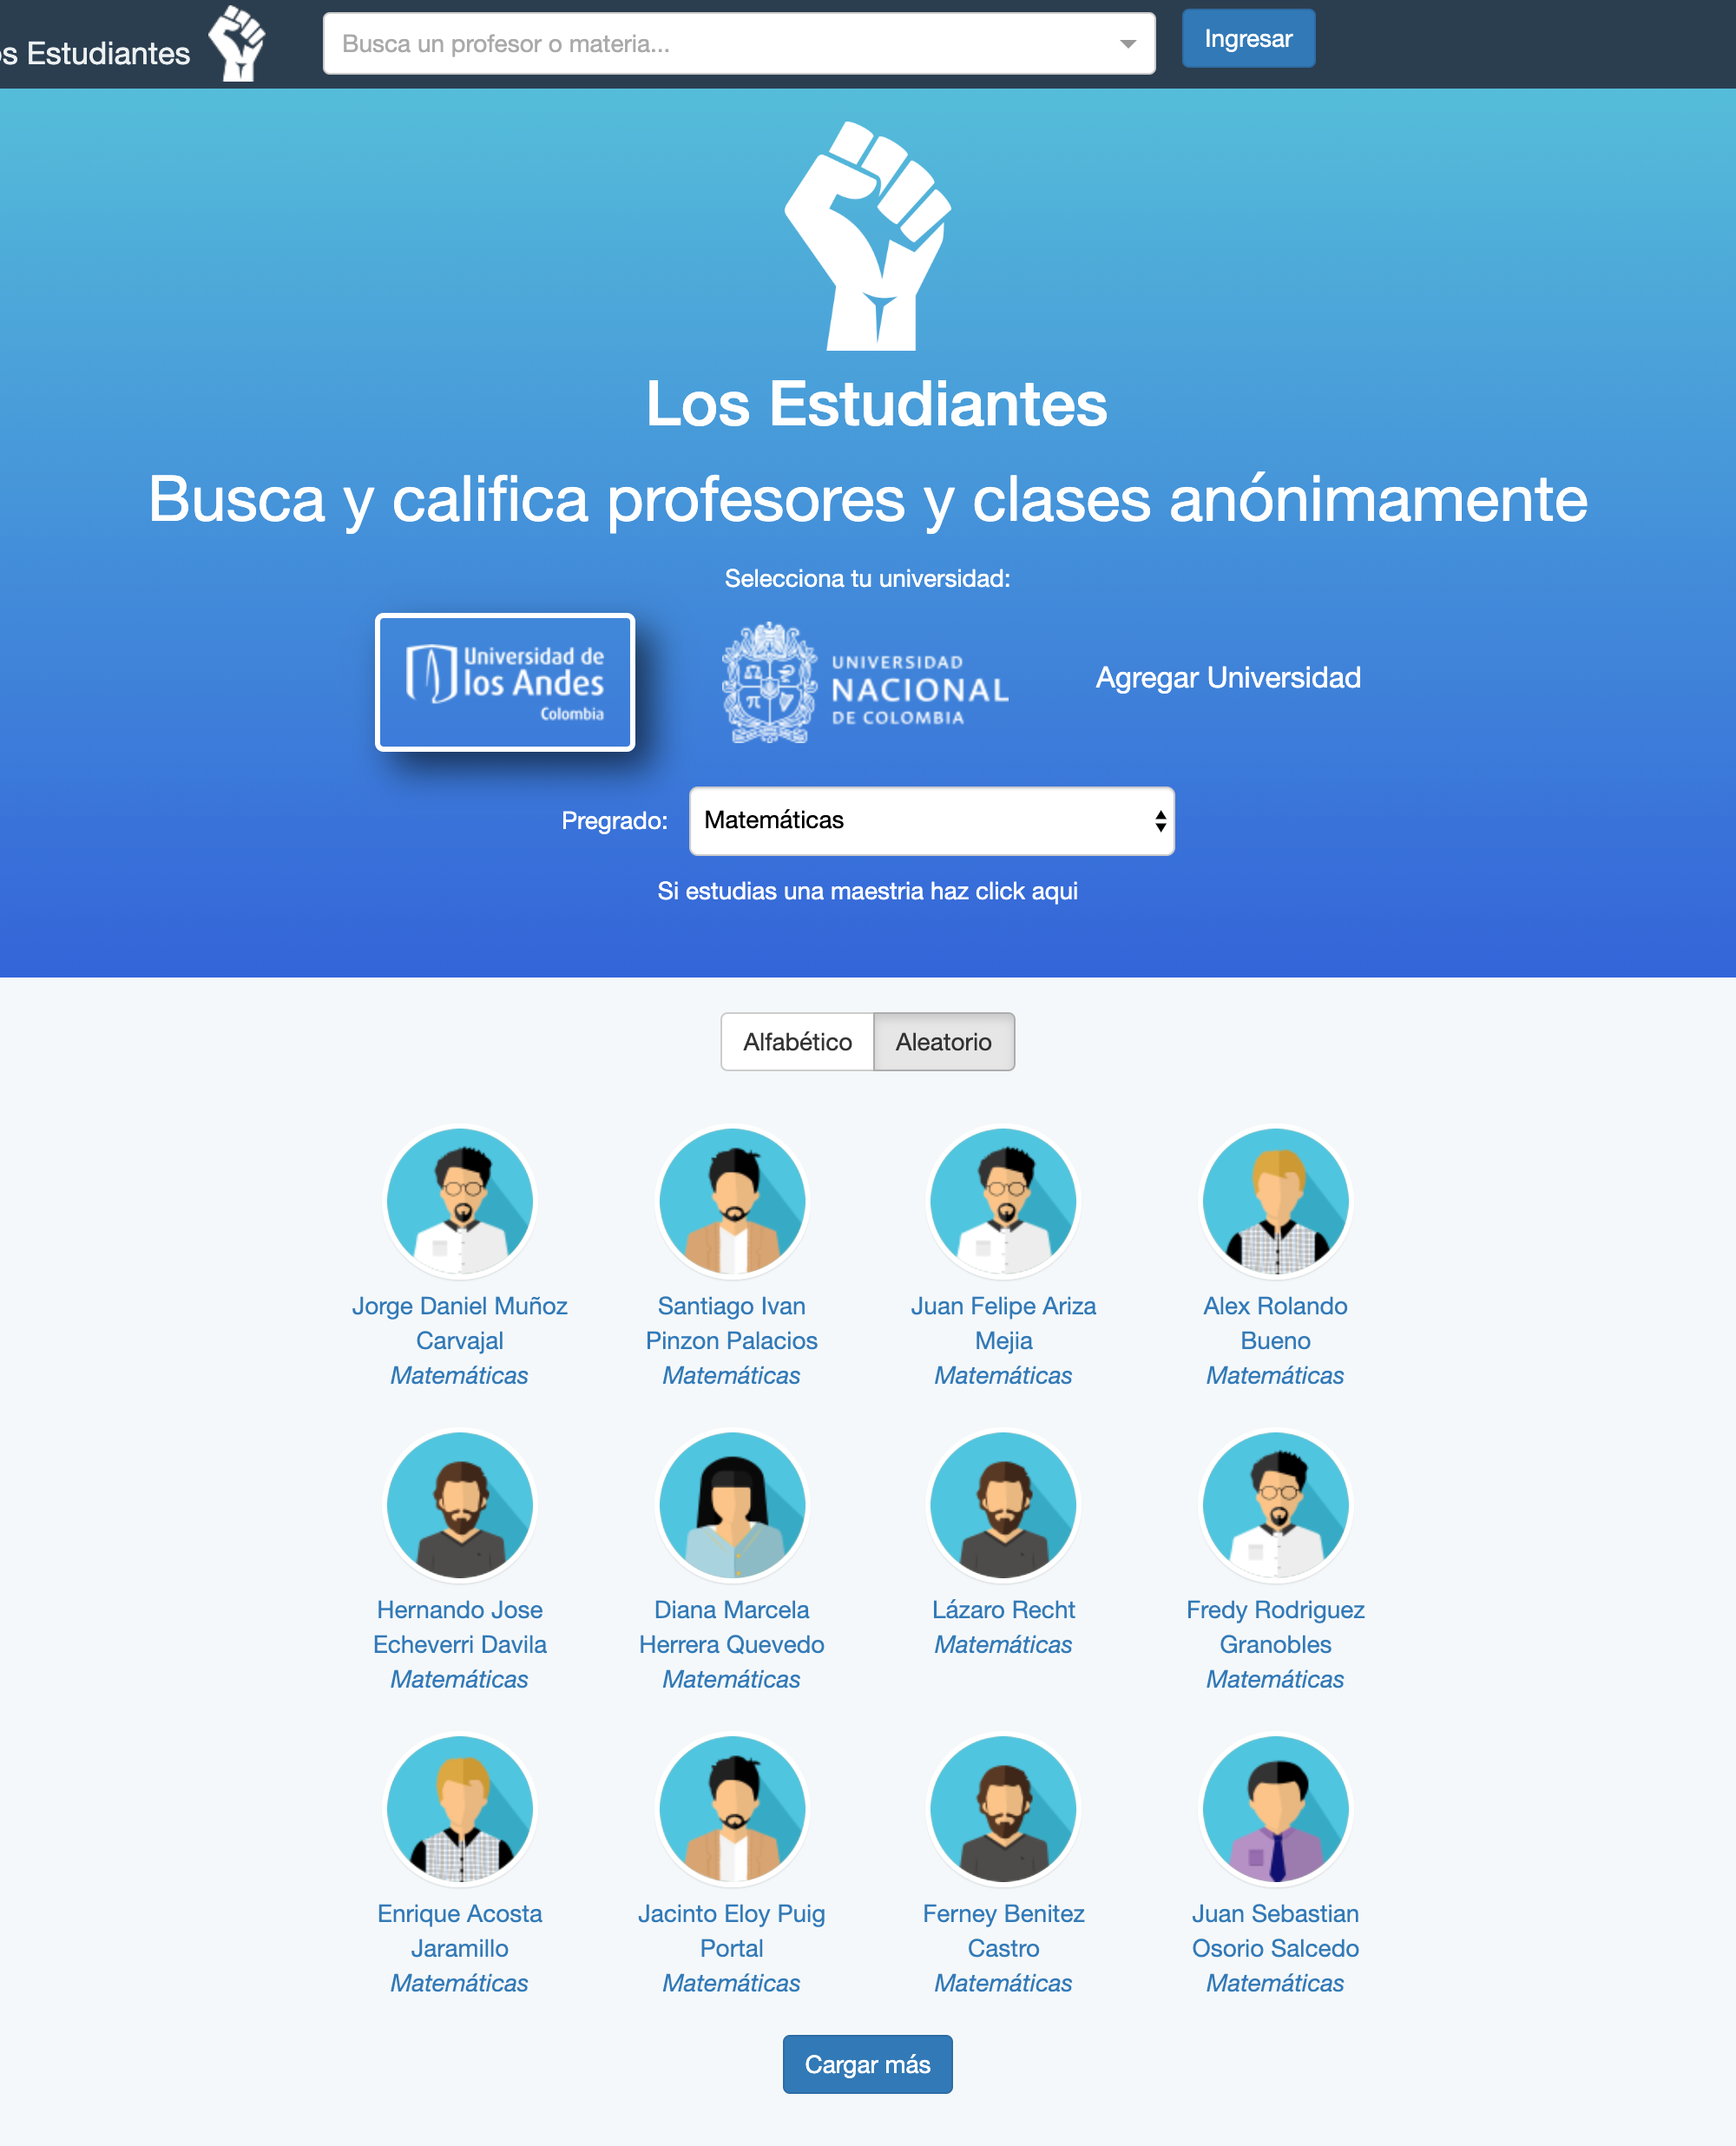 s Estudiantes
Busca un profesor o materia...
Ingresar
Los Estudiantes
Busca y califica profesores y clases anónimamente
Selecciona tu universidad:
Universidad de
los Andes
Colombia
UNIVERSIDAD
NACIONAL
DE COLOMBIA
Agregar Universidad
Pregrado:
Matemáticas
Si estudias una maestria haz click aqui
Alfabético
Aleatorio
Jorge Daniel Muñoz
Carvajal
Matemáticas
Santiago Ivan
Pinzon Palacios
Matemáticas
Juan Felipe Ariza
Mejia
Matemáticas
Alex Rolando
Bueno
Matemáticas
Hernando Jose
Echeverri Davila
Matemáticas
Diana Marcela
Herrera Quevedo
Matemáticas
Lázaro Recht
Matemáticas
Fredy Rodriguez
Granobles
Matemáticas
Enrique Acosta
Jaramillo
Matemáticas
Jacinto Eloy Puig
Portal
Matemáticas
Ferney Benitez
Castro
Matemáticas
Juan Sebastian
Osorio Salcedo
Matemáticas
Cargar más